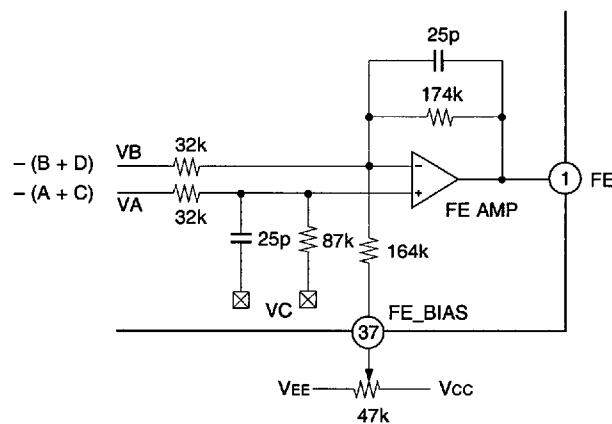 25p
174k
– (B + D) VB 32k
– (A + C) VA 32k
–
+
FE AMP
1 FE
25p 87k 164k
VC
FE_BIAS
37
VEE VCC
47k